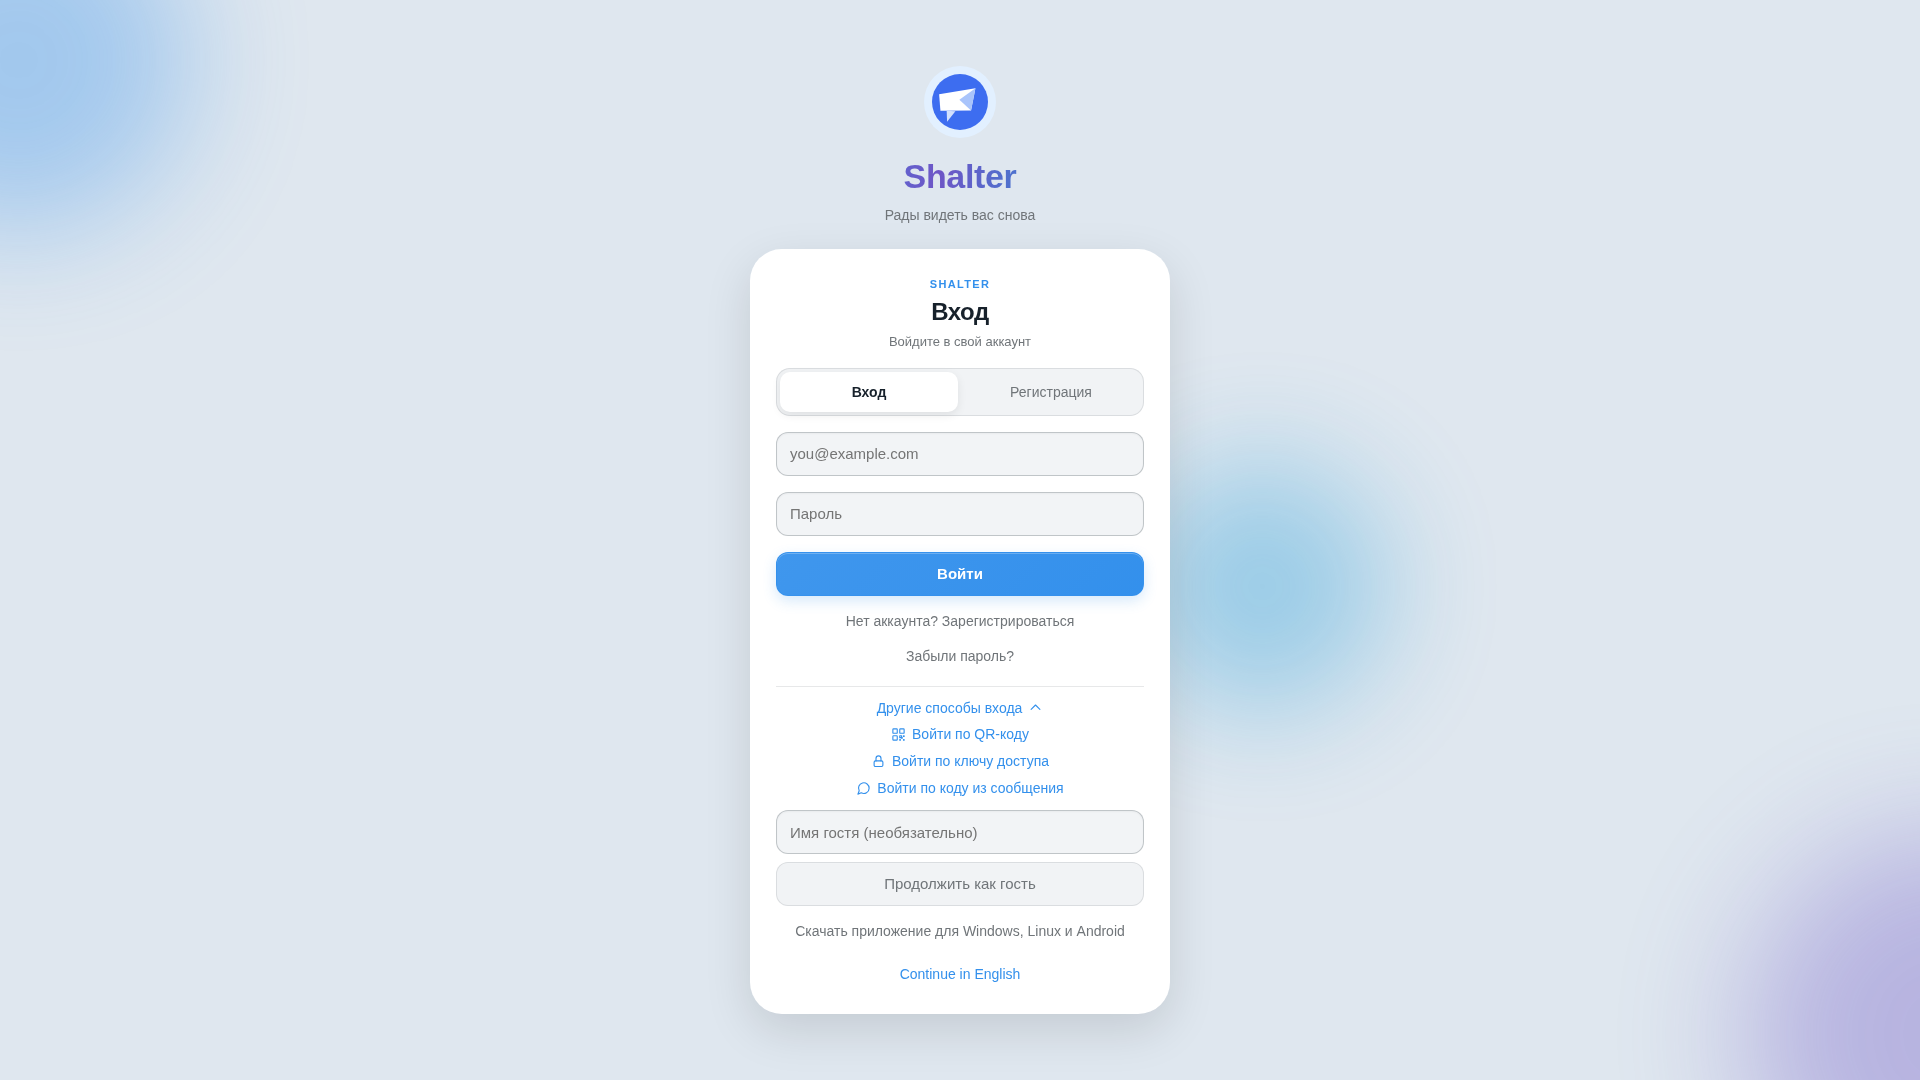 Shalter
Рады видеть вас снова
SHALTER
Вход
Войдите в свой аккаунт
Вход
Регистрация
you@example.com
Пароль
Войти
Нет аккаунта? Зарегистрироваться
Забыли пароль?
Другие способы входа
Войти по QR-коду
Войти по ключу доступа
Войти по коду из сообщения
Имя гостя (необязательно)
Продолжить как гость
Скачать приложение для Windows, Linux и Android
Continue in English